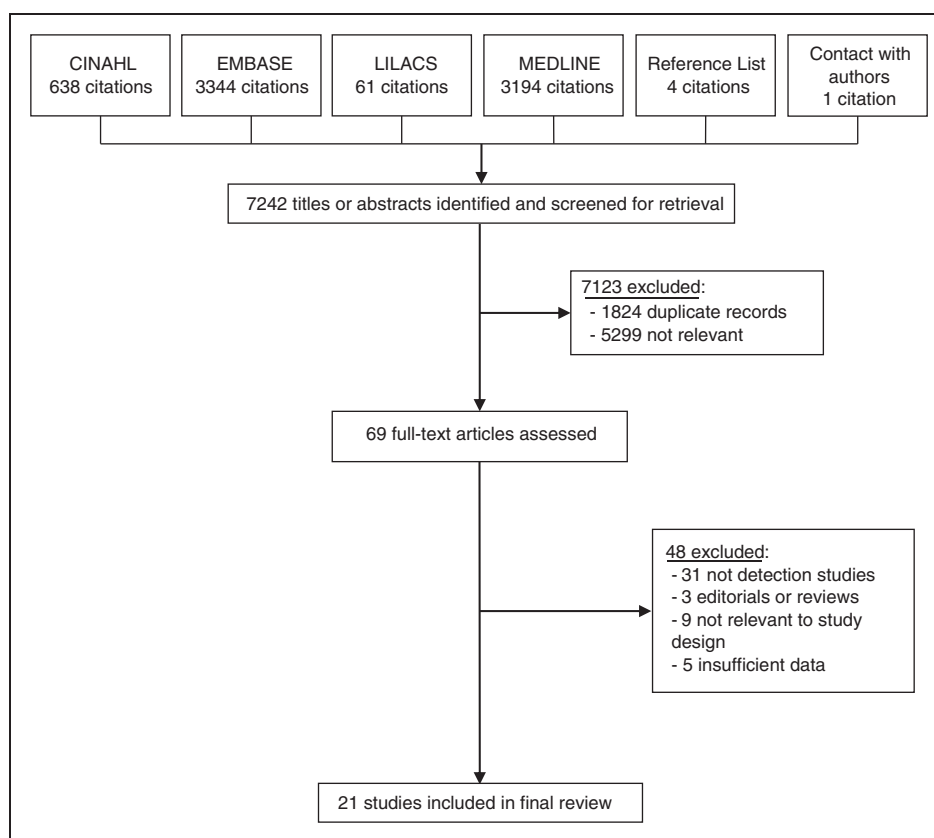 CINAHL
638 citations
EMBASE
3344 citations
LILACS
61 citations
MEDLINE
3194 citations
Reference List
4 citations
Contact with
authors
1 citation
7242 titles or abstracts identified and screened for retrieval
7123 excluded:
- 1824 duplicate records
- 5299 not relevant
69 full-text articles assessed
48 excluded:
- 31 not detection studies
- 3 editorials or reviews
- 9 not relevant to study
design
- 5 insufficient data
21 studies included in final review